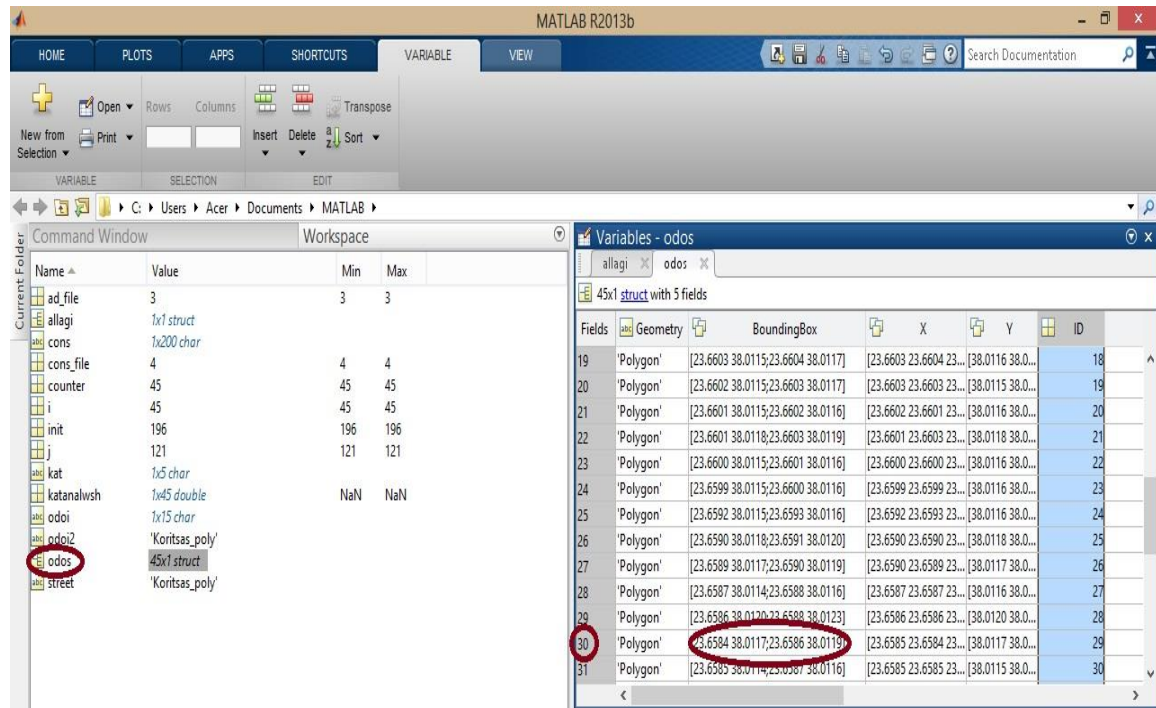 MATLAB R2013b
HOME PLOTS APPS SHORTCUTS VARIABLE VIEW
Search Documentation
New from Selection
Open
Print
Rows Columns
Insert
Delete
Transpose
Sort
VARIABLE SELECTION EDIT
C: Users Acer Documents MATLAB
Current Folder
Command Window
Workspace
Name Value Min Max
ad_file 3 3 3
allagi 1x1 struct
cons 1x200 char
cons_file 4 4 4
counter 45 45 45
i 45 45 45
init 196 196 196
j 121 121 121
kat 1x5 char
katanalwsh 1x45 double NaN NaN
odoi 1x15 char
odoi2 'Koritsas_poly'
odos 45x1 struct
street 'Koritsas_poly'
Variables - odos
allagi odos
45x1 struct with 5 fields
Fields Geometry BoundingBox X Y ID
19 'Polygon' [23.6603 38.0115;23.6604 38.0117] [23.6603 23.6604 23... [38.0116 38.0... 18
20 'Polygon' [23.6602 38.0115;23.6603 38.0117] [23.6603 23.6603 23... [38.0115 38.0... 19
21 'Polygon' [23.6601 38.0115;23.6602 38.0116] [23.6602 23.6601 23... [38.0116 38.0... 20
22 'Polygon' [23.6601 38.0118;23.6603 38.0119] [23.6601 23.6603 23... [38.0118 38.0... 21
23 'Polygon' [23.6600 38.0115;23.6601 38.0116] [23.6600 23.6600 23... [38.0116 38.0... 22
24 'Polygon' [23.6599 38.0115;23.6600 38.0116] [23.6599 23.6599 23... [38.0116 38.0... 23
25 'Polygon' [23.6592 38.0115;23.6593 38.0116] [23.6592 23.6592 23... [38.0116 38.0... 24
26 'Polygon' [23.6590 38.0118;23.6591 38.0120] [23.6590 23.6590 23... [38.0118 38.0... 25
27 'Polygon' [23.6589 38.0117;23.6590 38.0119] [23.6590 23.6589 23... [38.0117 38.0... 26
28 'Polygon' [23.6587 38.0114;23.6588 38.0116] [23.6587 23.6587 23... [38.0116 38.0... 27
29 'Polygon' [23.6586 38.0120;23.6588 38.0123] [23.6586 23.6586 23... [38.0120 38.0... 28
30 'Polygon' [23.6584 38.0117;23.6586 38.0119] [23.6585 23.6584 23... [38.0117 38.0... 29
31 'Polygon' [23.6585 38.0114;23.6587 38.0116] [23.6585 23.6585 23... [38.0115 38.0... 30